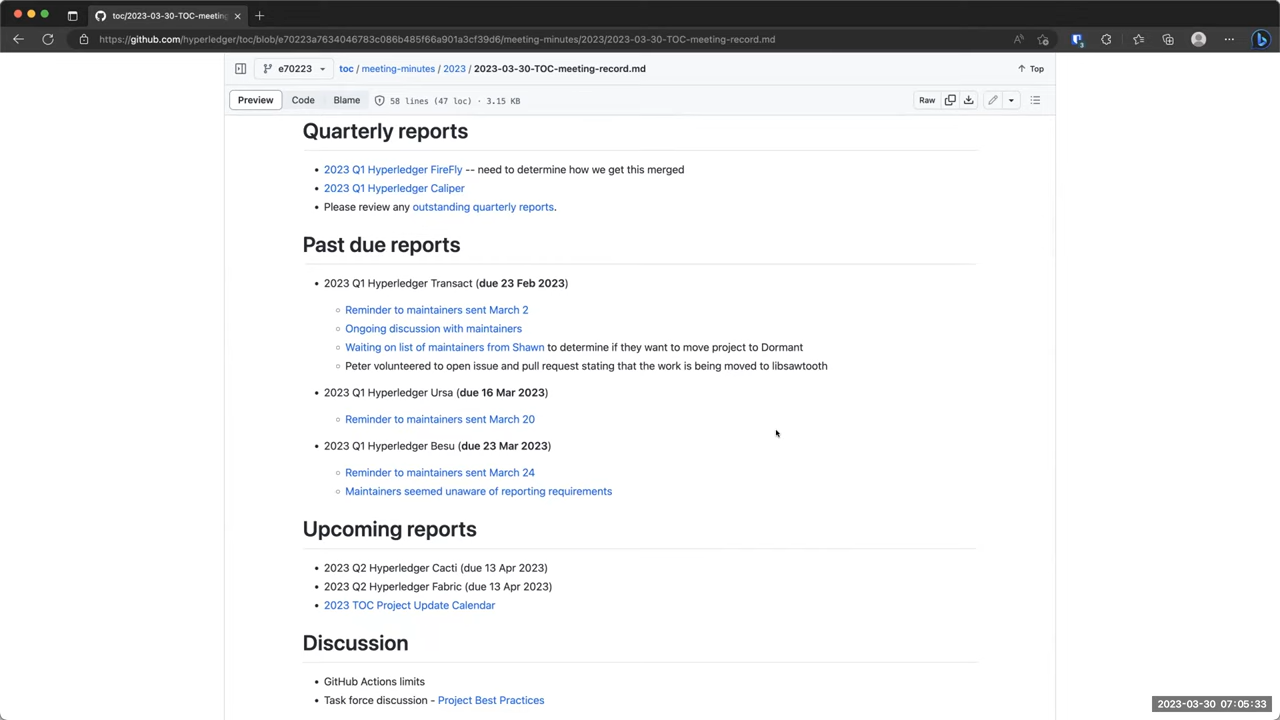 toc/2023-03-30-TOC-meeting-
https://github.com/hyperledger/toc/blob/e70223a7634046783c086b485f66a901a3cf39d6/meeting-minutes/2023/2023-03-30-TOC-meeting-record.md
e70223
toc / meeting-minutes / 2023 / 2023-03-30-TOC-meeting-record.md
Top
Preview
Code
Blame
58 lines (47 loc) · 3.15 KB
Raw
Quarterly reports
• 2023 Q1 Hyperledger FireFly -- need to determine how we get this merged
• 2023 Q1 Hyperledger Caliper
• Please review any outstanding quarterly reports.
Past due reports
• 2023 Q1 Hyperledger Transact (due 23 Feb 2023)
◦ Reminder to maintainers sent March 2
◦ Ongoing discussion with maintainers
◦ Waiting on list of maintainers from Shawn to determine if they want to move project to Dormant
◦ Peter volunteered to open issue and pull request stating that the work is being moved to libsawtooth
• 2023 Q1 Hyperledger Ursa (due 16 Mar 2023)
◦ Reminder to maintainers sent March 20
• 2023 Q1 Hyperledger Besu (due 23 Mar 2023)
◦ Reminder to maintainers sent March 24
◦ Maintainers seemed unaware of reporting requirements
Upcoming reports
• 2023 Q2 Hyperledger Cacti (due 13 Apr 2023)
• 2023 Q2 Hyperledger Fabric (due 13 Apr 2023)
• 2023 TOC Project Update Calendar
Discussion
• GitHub Actions limits
• Task force discussion - Project Best Practices
2023-03-30 07:05:33